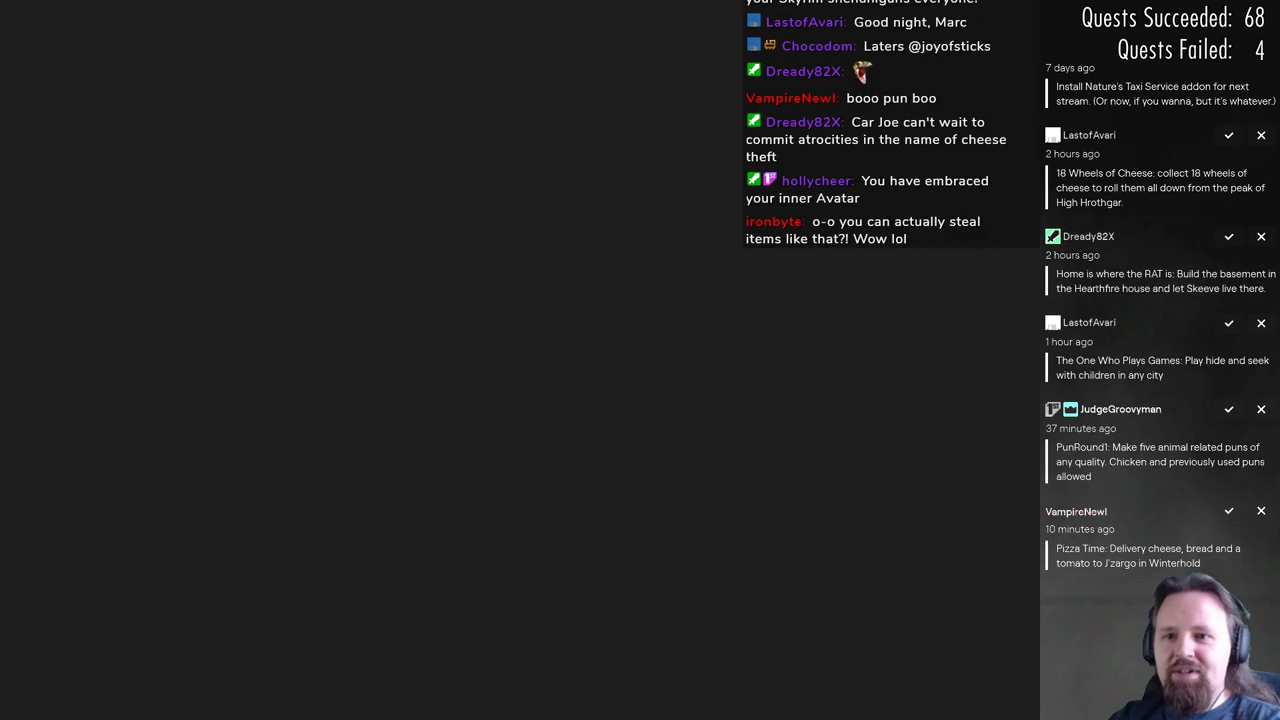 your Skyrim shenanigans everyone!
LastofAvari: Good night, Marc
Chocodom: Laters @joyofsticks
Dready82X:
VampireNewl: booo pun boo
Dready82X: Car Joe can't wait to
commit atrocities in the name of cheese
theft
hollycheer: You have embraced
your inner Avatar
ironbyte: o-o you can actually steal
items like that?! Wow lol
Quests Succeeded: 68
Quests Failed: 4
7 days ago
Install Nature's Taxi Service addon for next
stream. (Or now, if you wanna, but it's whatever.)
LastofAvari
2 hours ago
18 Wheels of Cheese: collect 18 wheels of
cheese to roll them all down from the peak of
High Hrothgar.
Dready82X
2 hours ago
Home is where the RAT is: Build the basement in
the Hearthfire house and let Skeeve live there.
LastofAvari
1 hour ago
The One Who Plays Games: Play hide and seek
with children in any city
JudgeGroovyman
37 minutes ago
PunRound1: Make five animal related puns of
any quality. Chicken and previously used puns
allowed
VampireNewl
10 minutes ago
Pizza Time: Delivery cheese, bread and a
tomato to J'zargo in Winterhold